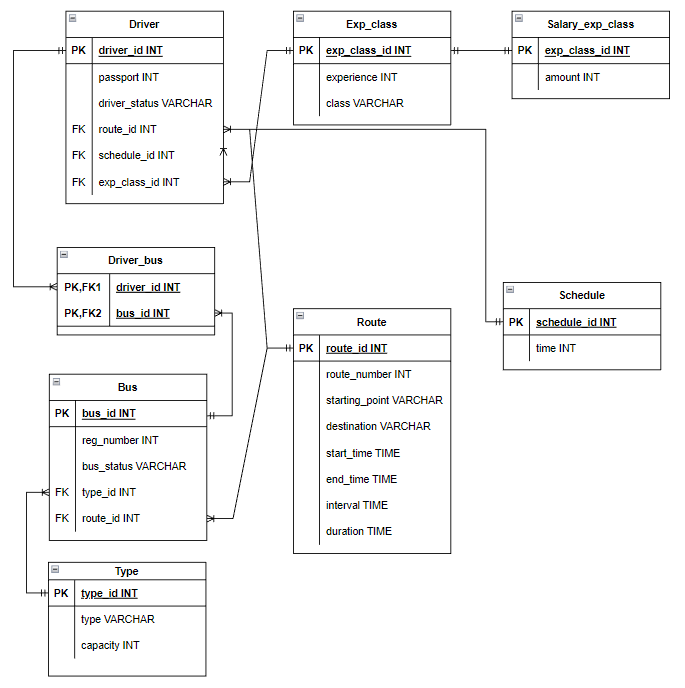 Driver
PK driver_id INT
passport INT
driver_status VARCHAR
FK route_id INT
FK schedule_id INT
FK exp_class_id INT
Exp_class
PK exp_class_id INT
experience INT
class VARCHAR
Salary_exp_class
PK exp_class_id INT
amount INT
Driver_bus
PK,FK1 driver_id INT
PK,FK2 bus_id INT
Route
PK route_id INT
route_number INT
starting_point VARCHAR
destination VARCHAR
start_time TIME
end_time TIME
interval TIME
duration TIME
Schedule
PK schedule_id INT
time INT
Bus
PK bus_id INT
reg_number INT
bus_status VARCHAR
FK type_id INT
FK route_id INT
Type
PK type_id INT
type VARCHAR
capacity INT